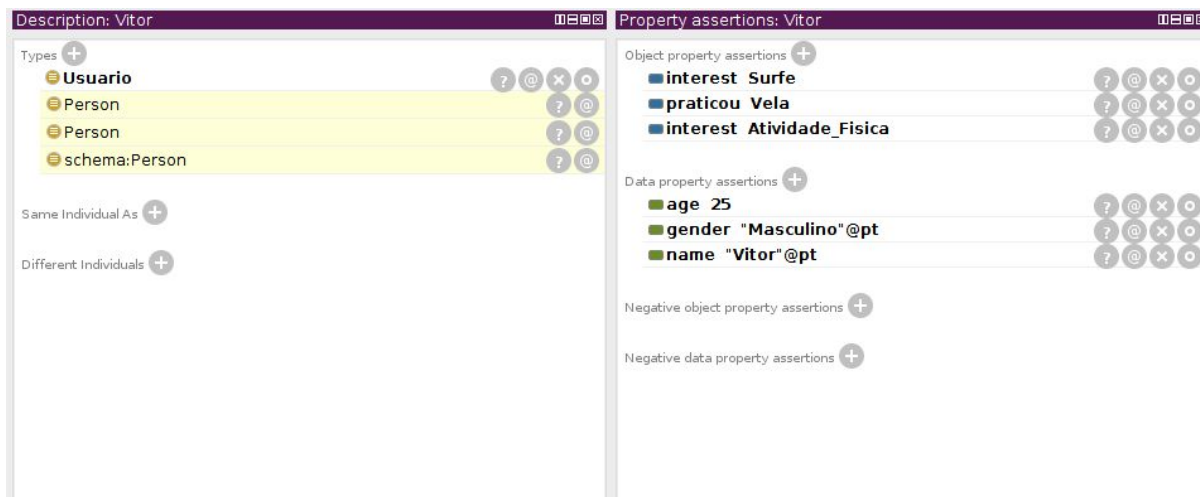 Description: Vitor
Types
Usuario
Person
Person
schema:Person
Same Individual As
Different Individuals
Property assertions: Vitor
Object property assertions
interest Surfe
praticou Vela
interest Atividade_Fisica
Data property assertions
age 25
gender "Masculino"@pt
name "Vitor"@pt
Negative object property assertions
Negative data property assertions